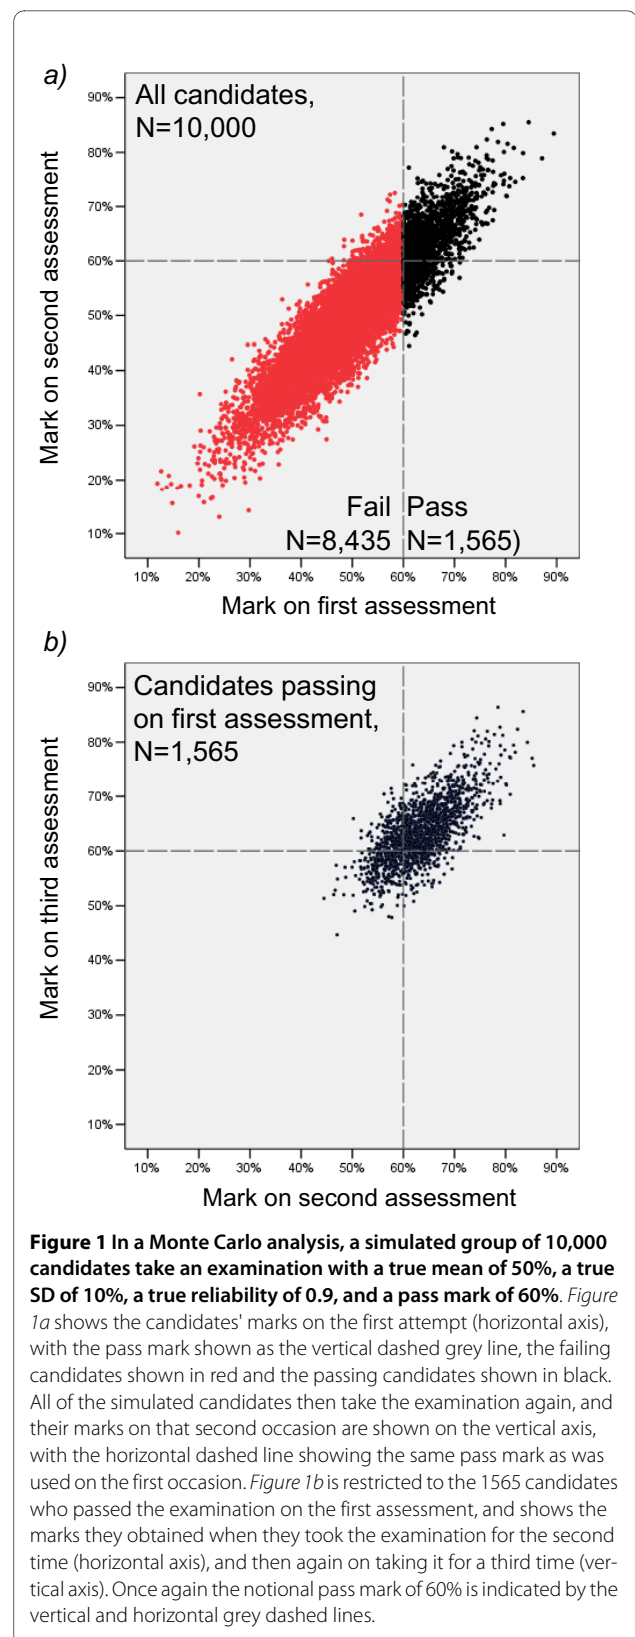 a)
All candidates,
N=10,000
90%
80%
70%
60%
50%
40%
30%
20%
10%
Mark on second assessment
Fail Pass
N=8,435 N=1,565)
10% 20% 30% 40% 50% 60% 70% 80% 90%
Mark on first assessment
b)
Candidates passing
on first assessment,
N=1,565
90%
80%
70%
60%
50%
40%
30%
20%
10%
Mark on third assessment
10% 20% 30% 40% 50% 60% 70% 80% 90%
Mark on second assessment
Figure 1 In a Monte Carlo analysis, a simulated group of 10,000
candidates take an examination with a true mean of 50%, a true
SD of 10%, a true reliability of 0.9, and a pass mark of 60%. Figure
1a shows the candidates' marks on the first attempt (horizontal axis),
with the pass mark shown as the vertical dashed grey line, the failing
candidates shown in red and the passing candidates shown in black.
All of the simulated candidates then take the examination again, and
their marks on that second occasion are shown on the vertical axis,
with the horizontal dashed line showing the same pass mark as was
used on the first occasion. Figure 1b is restricted to the 1565 candidates
who passed the examination on the first assessment, and shows the
marks they obtained when they took the examination for the second
time (horizontal axis), and then again on taking it for a third time (ver-
tical axis). Once again the notional pass mark of 60% is indicated by the
vertical and horizontal grey dashed lines.